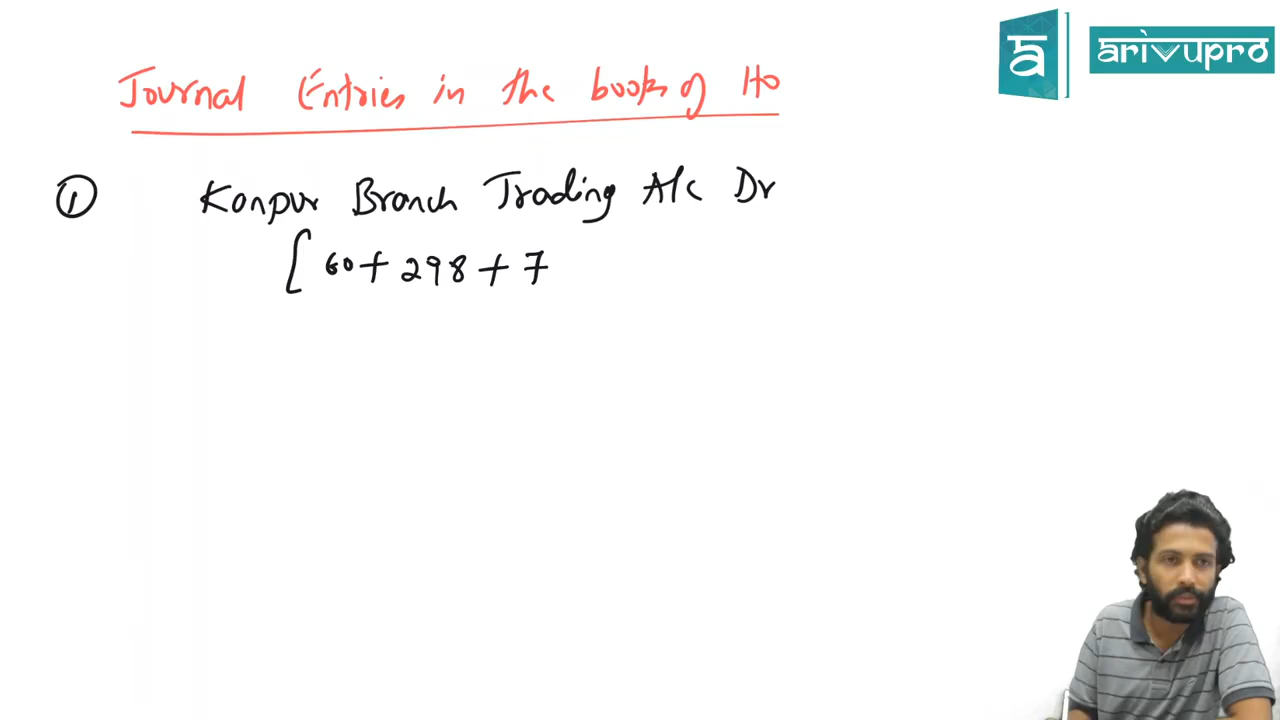 Journal Entries in the books of HO
① Kanpur Branch Trading A/c Dr
[ 60 + 298 + 7
ā
arivupro